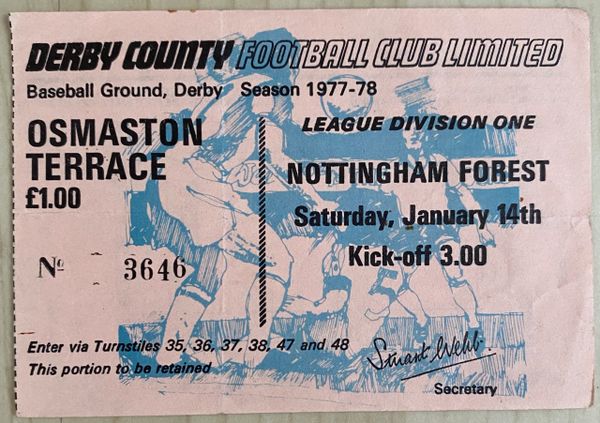 DERBY COUNTY FOOTBALL CLUB LIMITED
Baseball Ground, Derby Season 1977-78
OSMASTON
TERRACE
£1.00
Nº 3646
LEAGUE DIVISION ONE
NOTTINGHAM FOREST
Saturday, January 14th
Kick-off 3.00
Enter via Turnstiles 35, 36, 37, 38, 47 and 48
This portion to be retained
Stuart Webb.
Secretary